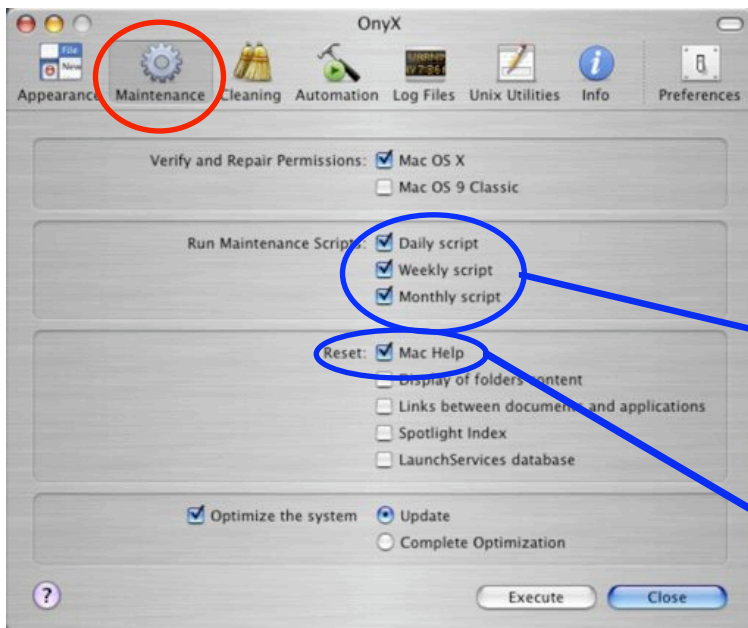 OnyX
Appearance Maintenance Cleaning Automation Log Files Unix Utilities Info Preferences
Verify and Repair Permissions: Mac OS X
Mac OS 9 Classic
Run Maintenance Scripts: Daily script
Weekly script
Monthly script
Reset: Mac Help
Display of folders content
Links between documents and applications
Spotlight Index
LaunchServices database
Optimize the system Update
Complete Optimization
? Execute Close